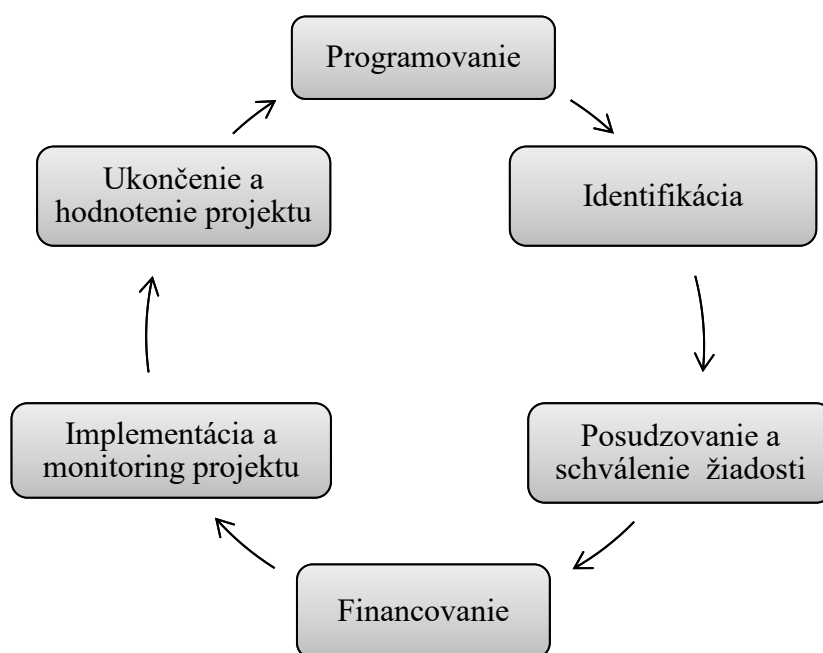 Programovanie
Identifikácia
Posudzovanie a
schválenie  žiadosti
Financovanie
Implementácia a
monitoring projektu
Ukončenie a
hodnotenie projektu